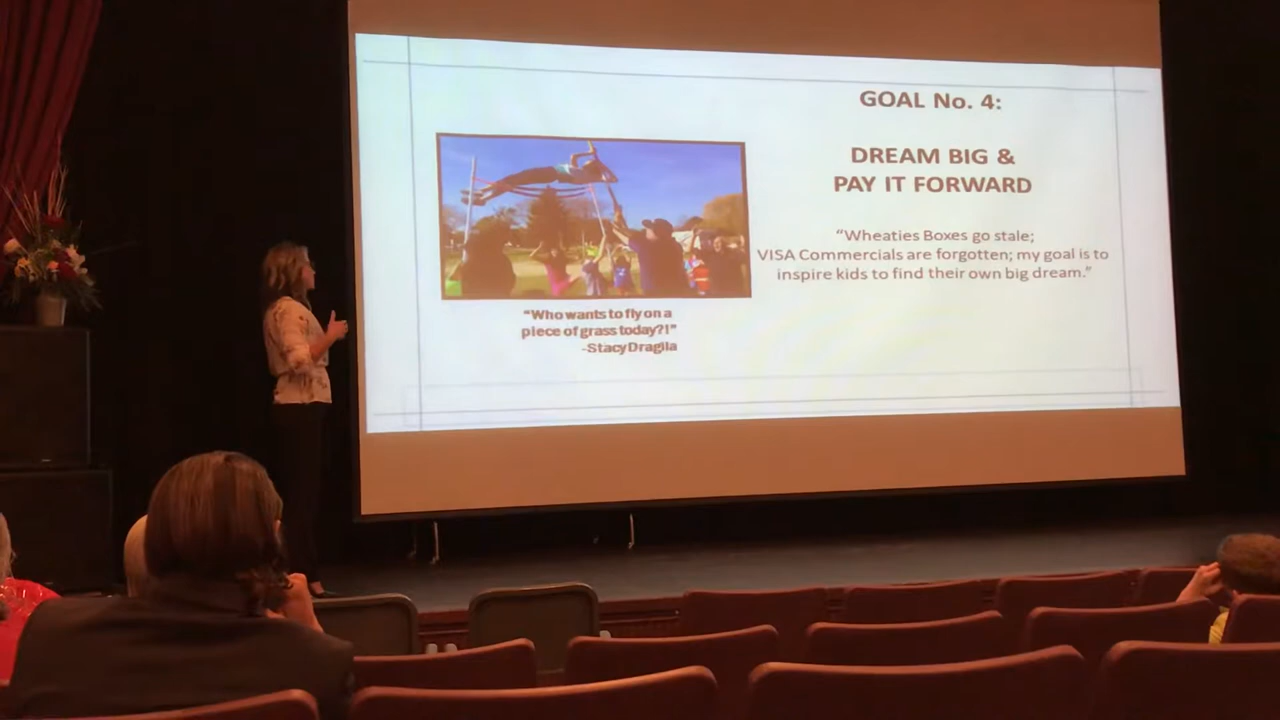 GOAL No. 4:
DREAM BIG &
PAY IT FORWARD
“Wheaties Boxes go stale;
VISA Commercials are forgotten; my goal is to
inspire kids to find their own big dream.”
“Who wants to fly on a
piece of grass today?!”
-Stacy Dragila